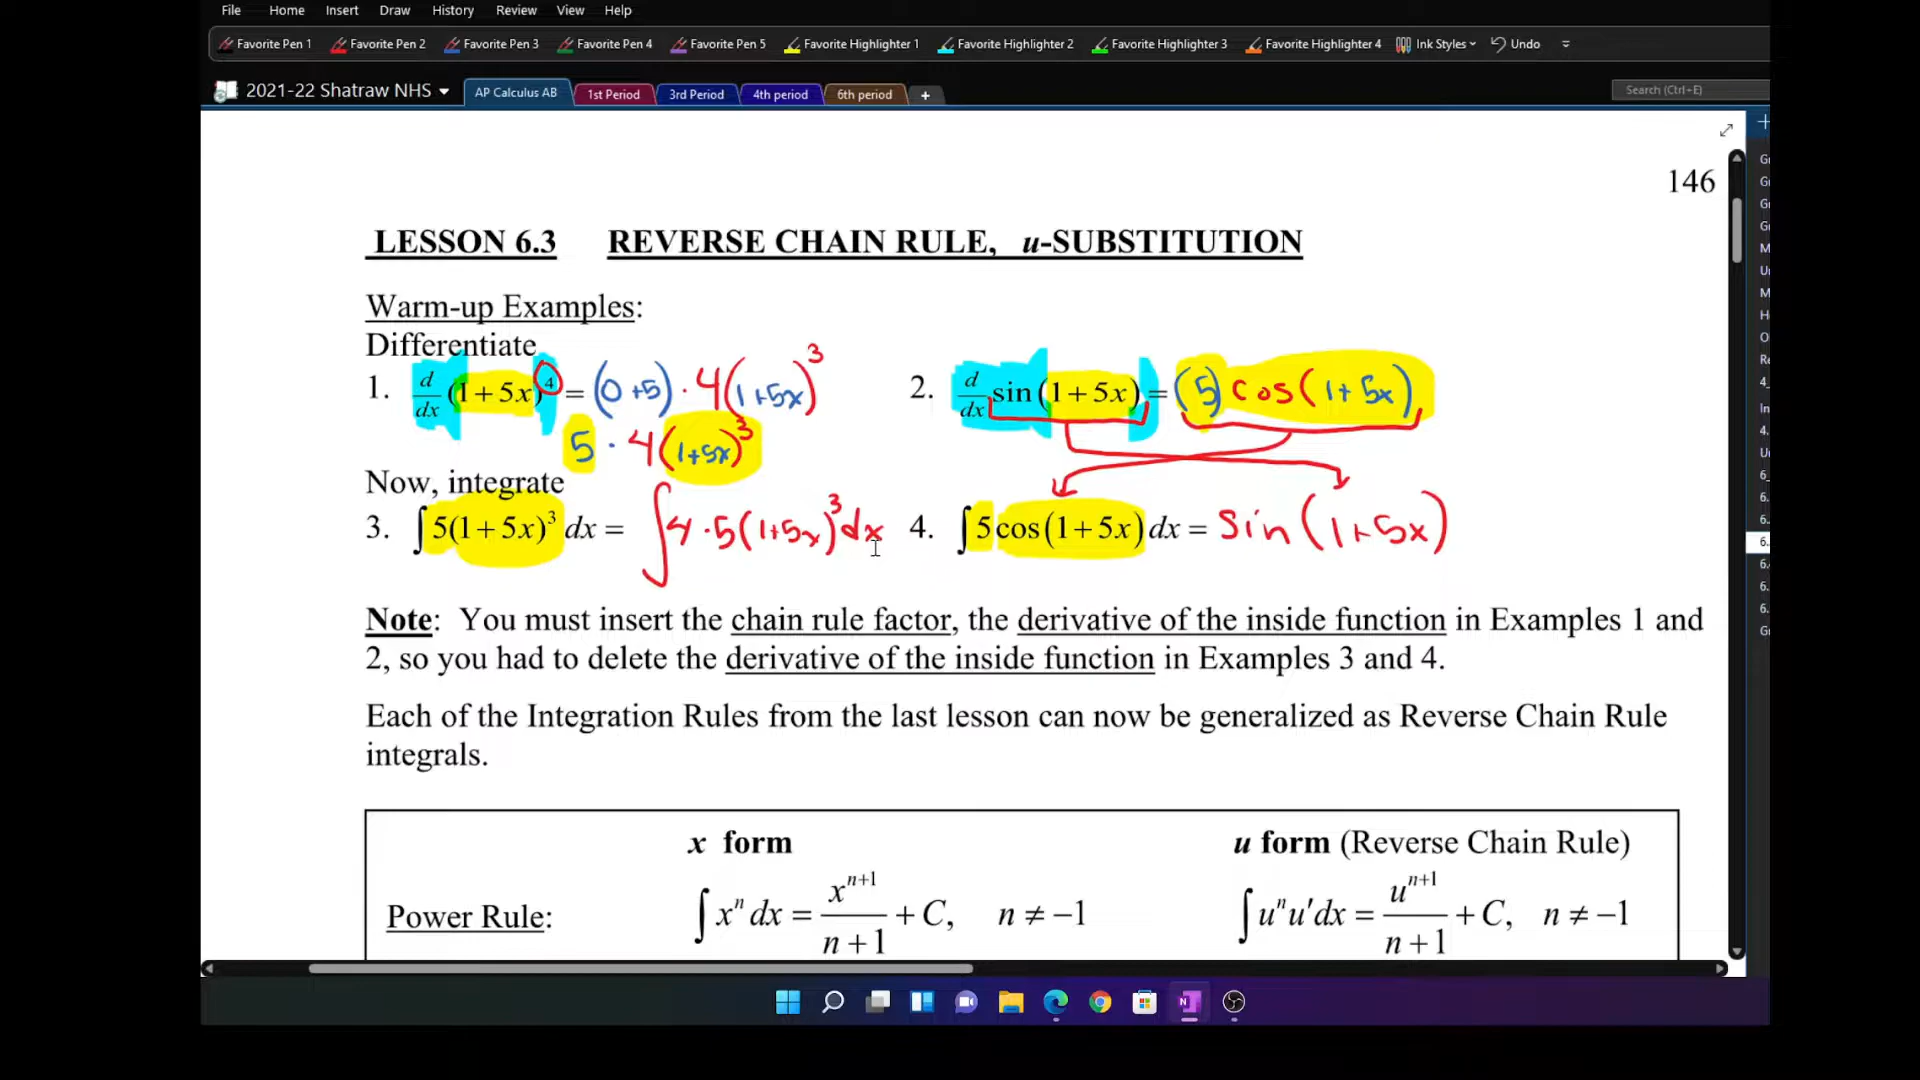 File Home Insert Draw History Review View Help
Favorite Pen 1 Favorite Pen 2 Favorite Pen 3 Favorite Pen 4 Favorite Pen 5 Favorite Highlighter 1 Favorite Highlighter 2 Favorite Highlighter 3 Favorite Highlighter 4 Ink Styles Undo
2021-22 Shatraw NHS AP Calculus AB 1st Period 3rd Period 4th period 6th period + Search (Ctrl+E)
146
LESSON 6.3 REVERSE CHAIN RULE, u-SUBSTITUTION
Warm-up Examples:
Differentiate
1. d/dx (1+5x)^4 = (0+5) · 4(1+5x)^3 2. d/dx sin(1+5x) = (5) cos(1+5x)
5 · 4(1+5x)^3
Now, integrate
3. ∫5(1+5x)^3 dx = ∫4·5(1+5x)^3 dx 4. ∫5cos(1+5x) dx = sin(1+5x)
Note: You must insert the chain rule factor, the derivative of the inside function in Examples 1 and
2, so you had to delete the derivative of the inside function in Examples 3 and 4.
Each of the Integration Rules from the last lesson can now be generalized as Reverse Chain Rule
integrals.
x form u form (Reverse Chain Rule)
Power Rule: ∫x^n dx = x^(n+1)/(n+1) + C, n ≠ −1 ∫u^n u′dx = u^(n+1)/(n+1) + C, n ≠ −1